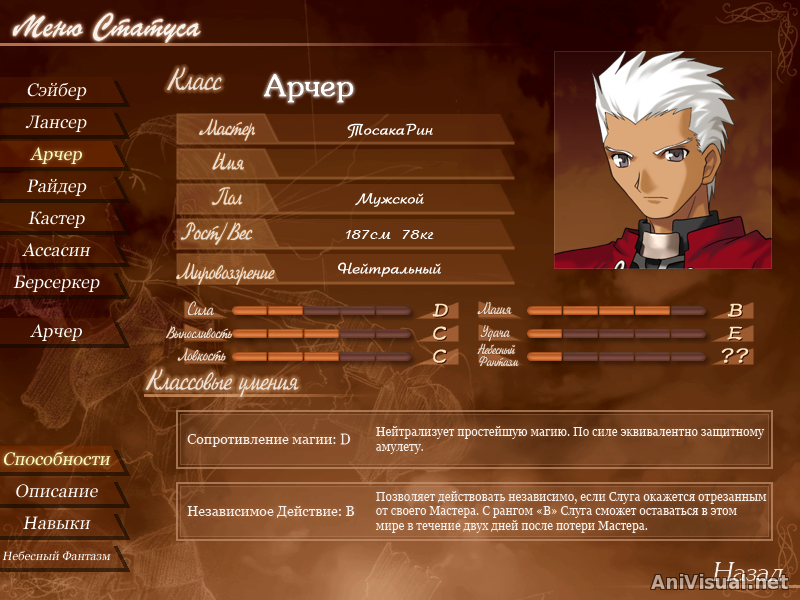 Меню Статуса
Сэйбер
Лансер
Арчер
Райдер
Кастер
Ассасин
Берсеркер
Арчер
Способности
Описание
Навыки
Небесный Фантазм
Класс Арчер
Мастер Тосака Рин
Имя
Пол Мужской
Рост/Вес 187см 78кг
Мировоззрение Нейтральный
Сила D
Выносливость C
Ловкость C
Магия B
Удача E
Небесный
Фантазм ??
Классовые умения
Сопротивление магии: D
Нейтрализует простейшую магию. По силе эквивалентно защитному
амулету.
Независимое Действие: B
Позволяет действовать независимо, если Слуга окажется отрезанным
от своего Мастера. С рангом «B» Слуга сможет оставаться в этом
мире в течение двух дней после потери Мастера.
Назад
AniVisual.net